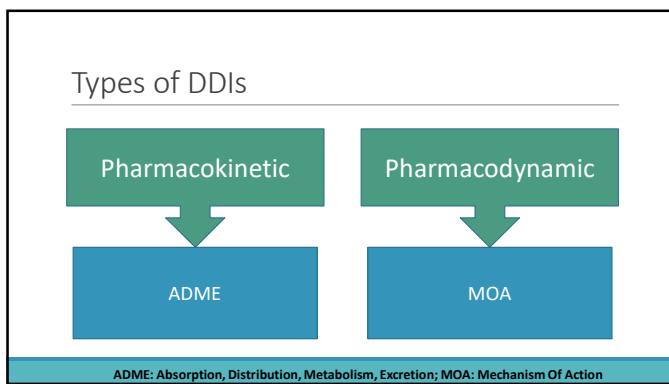 Types of DDIs
Pharmacokinetic
Pharmacodynamic
ADME
MOA
ADME: Absorption, Distribution, Metabolism, Excretion; MOA: Mechanism Of Action